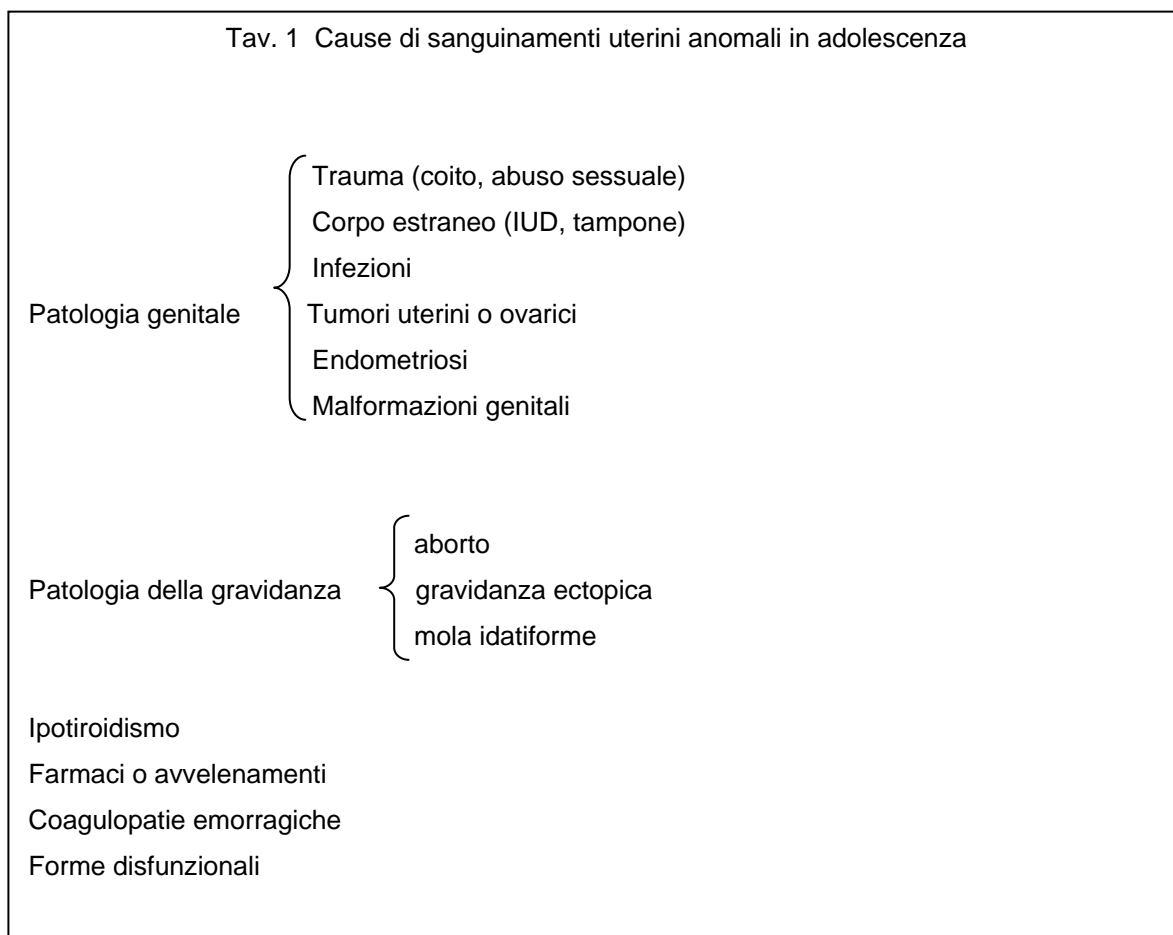 Tav. 1 Cause di sanguinamenti uterini anomali in adolescenza
Patologia genitale
Trauma (coito, abuso sessuale)
Corpo estraneo (IUD, tampone)
Infezioni
Tumori uterini o ovarici
Endometriosi
Malformazioni genitali
Patologia della gravidanza
aborto
gravidanza ectopica
mola idatiforme
Ipotiroidismo
Farmaci o avvelenamenti
Coagulopatie emorragiche
Forme disfunzionali